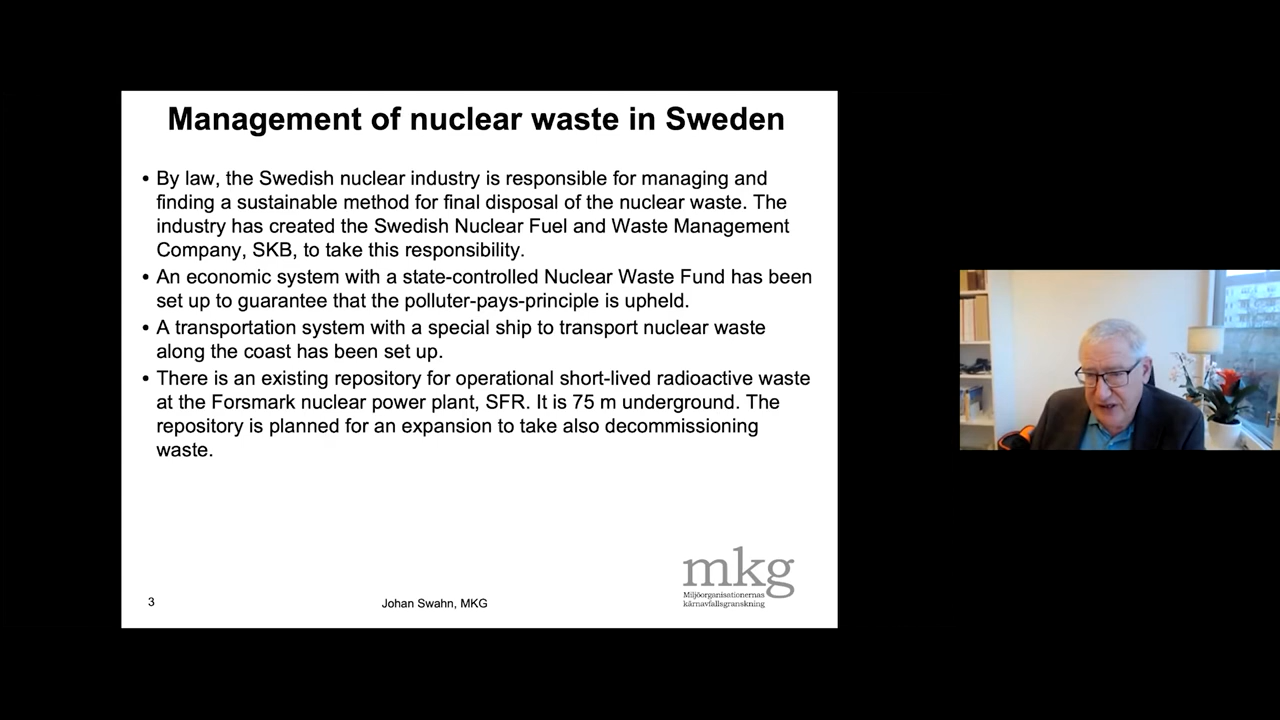 Management of nuclear waste in Sweden
• By law, the Swedish nuclear industry is responsible for managing and
finding a sustainable method for final disposal of the nuclear waste. The
industry has created the Swedish Nuclear Fuel and Waste Management
Company, SKB, to take this responsibility.
• An economic system with a state-controlled Nuclear Waste Fund has been
set up to guarantee that the polluter-pays-principle is upheld.
• A transportation system with a special ship to transport nuclear waste
along the coast has been set up.
• There is an existing repository for operational short-lived radioactive waste
at the Forsmark nuclear power plant, SFR. It is 75 m underground. The
repository is planned for an expansion to take also decommissioning
waste.
mkg
Miljöorganisationernas
kärnavfallsgranskning
3
Johan Swahn, MKG